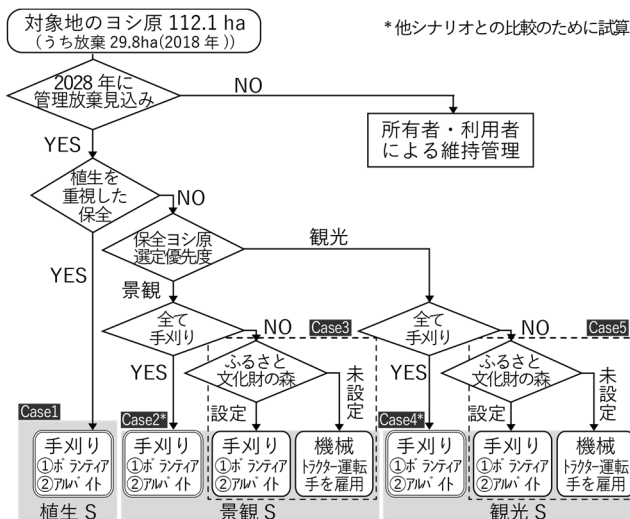 対象地のヨシ原 112.1 ha
（うち放棄 29.8ha(2018 年 ))
*他シナリオとの比較のために試算
2028 年に
管理放棄見込み
NO
所有者・利用者
による維持管理
YES
植生を
重視した
保全
NO
保全ヨシ原
選定優先度
観光
YES
景観
全て
手刈り
NO
Case3
全て
手刈り
NO
Case5
YES
ふるさと
文化財の森
未設定
YES
ふるさと
文化財の森
未設定
Case1
Case2*
設定
Case4*
設定
手刈り
①ボランティア
②アルバイト
手刈り
①ボランティア
②アルバイト
手刈り
①ボランティア
②アルバイト
機械
トラクター運転
手を雇用
手刈り
①ボランティア
②アルバイト
手刈り
①ボランティア
②アルバイト
機械
トラクター運転
手を雇用
植生 S
景観 S
観光 S